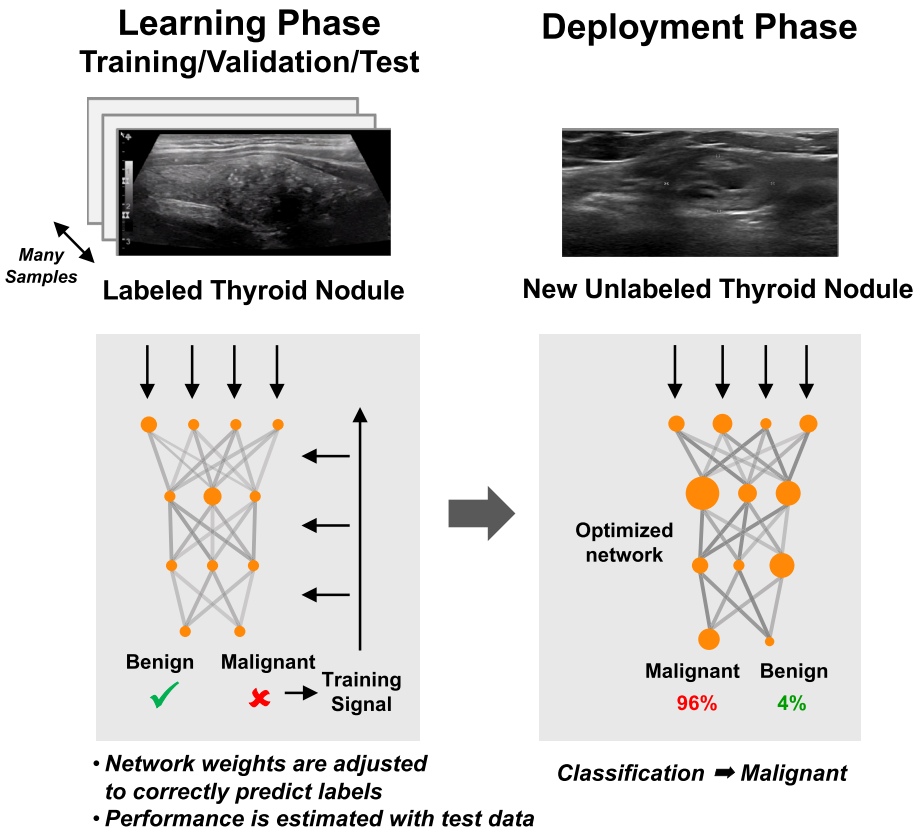 Learning Phase
Training/Validation/Test
Many
Samples
Labeled Thyroid Nodule
Benign
Malignant
Training
Signal
• Network weights are adjusted
to correctly predict labels
• Performance is estimated with test data
Deployment Phase
New Unlabeled Thyroid Nodule
Optimized
network
Malignant
Benign
96%
4%
Classification ➨ Malignant